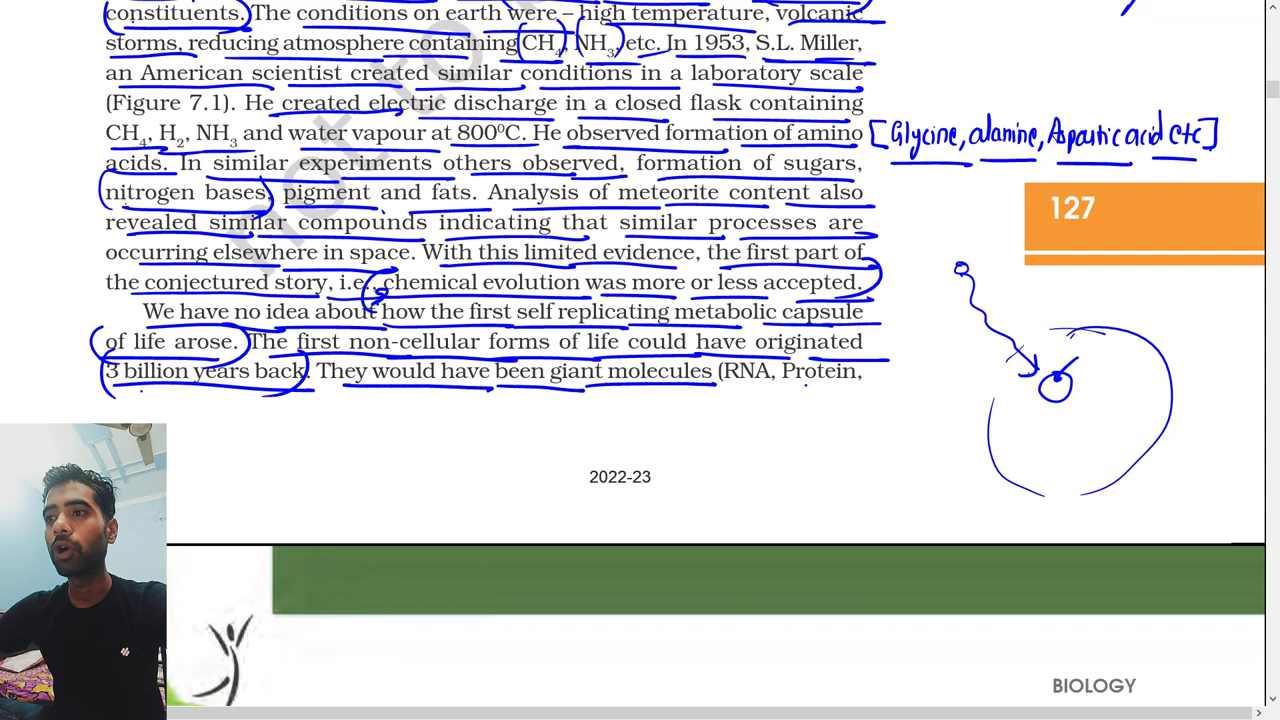 constituents. The conditions on earth were – high temperature, volcanic
storms, reducing atmosphere containing CH4, NH3, etc. In 1953, S.L. Miller,
an American scientist created similar conditions in a laboratory scale
(Figure 7.1). He created electric discharge in a closed flask containing
CH4, H2, NH3 and water vapour at 800⁰C. He observed formation of amino
[Glycine, alanine, Aspartic acid etc]
acids. In similar experiments others observed, formation of sugars,
nitrogen bases, pigment and fats. Analysis of meteorite content also
127
revealed similar compounds indicating that similar processes are
occurring elsewhere in space. With this limited evidence, the first part of
the conjectured story, i.e., chemical evolution was more or less accepted.
We have no idea about how the first self replicating metabolic capsule
of life arose. The first non-cellular forms of life could have originated
3 billion years back. They would have been giant molecules (RNA, Protein,
not to
2022-23
BIOLOGY